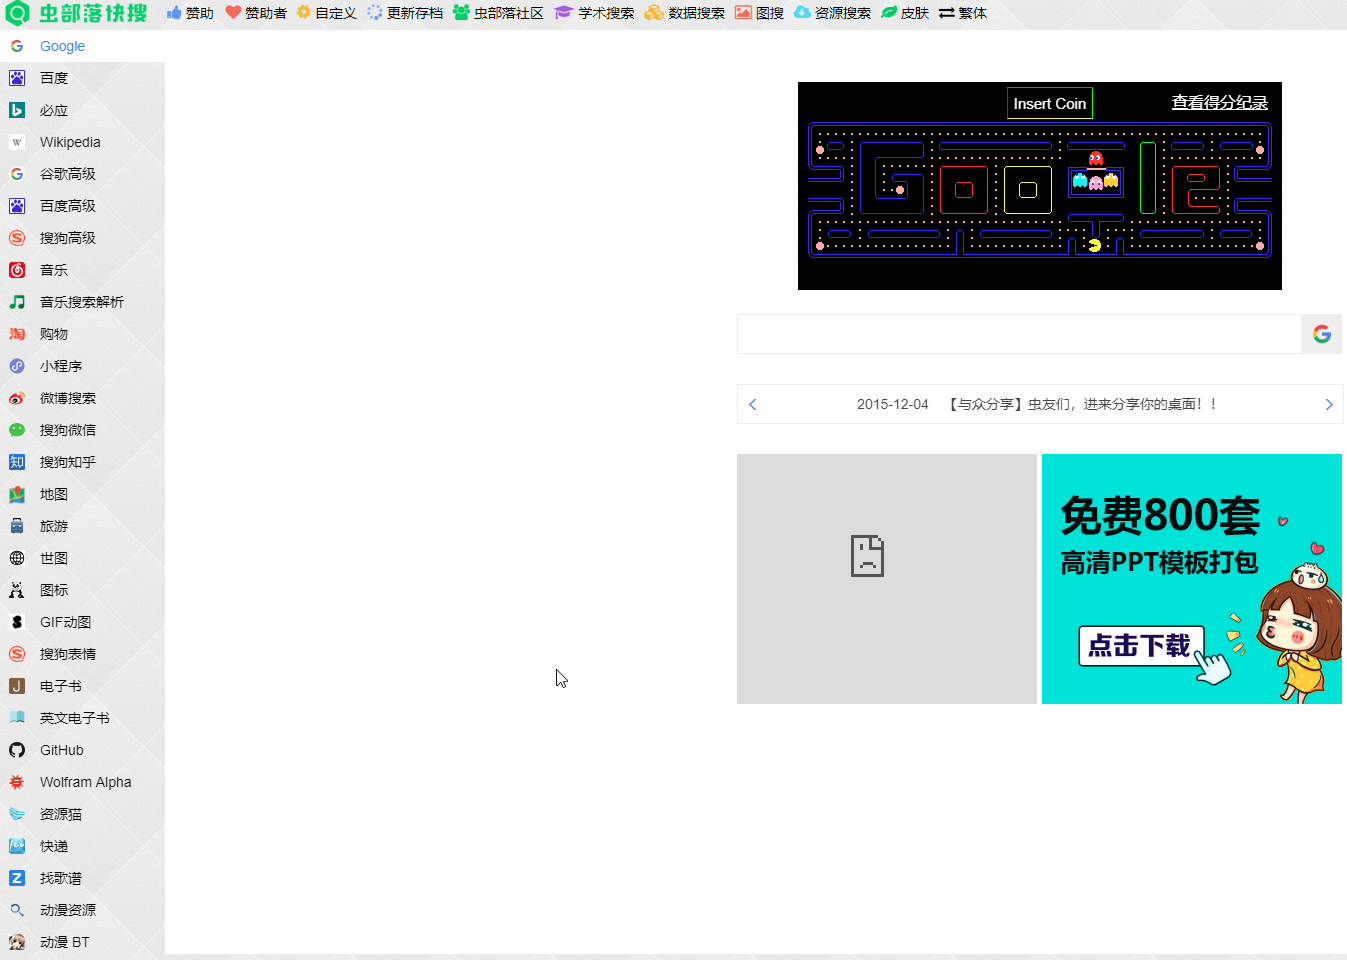 虫部落快搜 赞助 赞助者 自定义 更新存档 虫部落社区 学术搜索 数据搜索 图搜 资源搜索 皮肤 繁体
Google
百度
必应
Wikipedia
谷歌高级
百度高级
搜狗高级
音乐
音乐搜索解析
购物
小程序
微博搜索
搜狗微信
搜狗知乎
地图
旅游
世图
图标
GIF动图
搜狗表情
电子书
英文电子书
GitHub
Wolfram Alpha
资源猫
快递
找歌谱
动漫资源
动漫 BT
Insert Coin
查看得分纪录
2015-12-04 【与众分享】虫友们，进来分享你的桌面！！
免费800套
高清PPT模板打包
点击下载